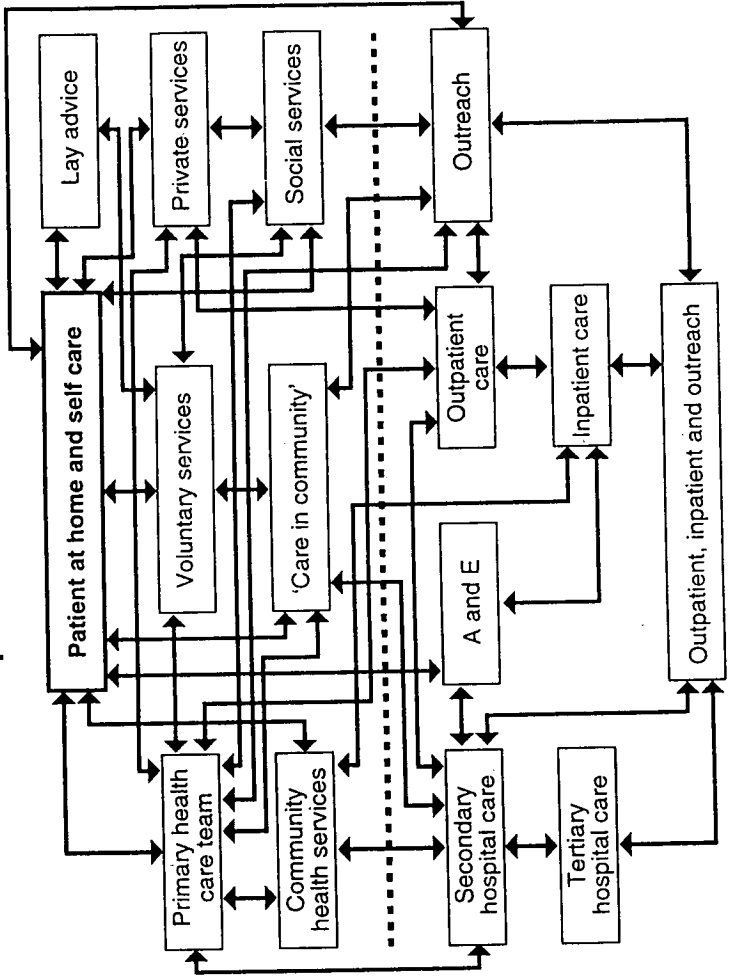 Patient at home and self care
Lay advice
Primary health
care team
Voluntary services
Private services
Community
health services
'Care in community'
Social services
Secondary
hospital care
A and E
Outpatient
care
Outreach
Tertiary
hospital care
Inpatient care
Outpatient, inpatient and outreach